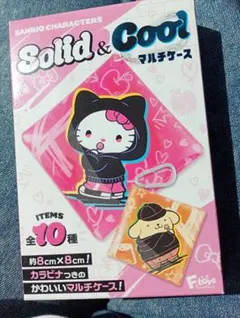 SANRIO CHARACTERS
Solid & Cool
マルチケース
ITEMS
全10種
約8cm×8cm!
カラビナつきの
かわいいマルチケース!
F-toys